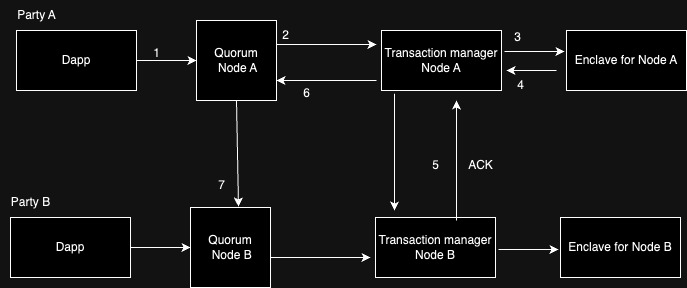 Party A
Dapp
1
Quorum
Node A
2
6
Transaction manager
Node A
3
4
Enclave for Node A
7
5
ACK
Party B
Dapp
Quorum
Node B
Transaction manager
Node B
Enclave for Node B